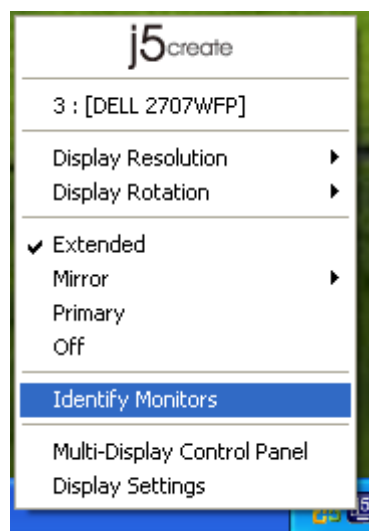 j5create
3 : [DELL 2707WFP]
Display Resolution
Display Rotation
Extended
Mirror
Primary
Off
Identify Monitors
Multi-Display Control Panel
Display Settings